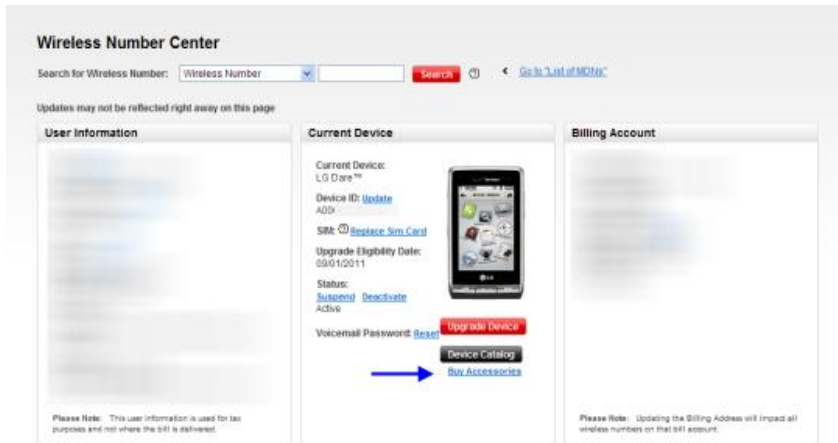 Wireless Number Center
Search for Wireless Number: Wireless Number Search Go to "List of MDNs"
Updates may not be reflected right away on this page
User Information
Please Note: This user information is used for tax
purposes and not where the bill is delivered.
Current Device
Current Device:
LG Dare™
Device ID: Update
SIM: Replace Sim Card
Upgrade Eligibility Date:
09/01/2011
Status:
Suspend Deactivate
Active
Voicemail Password: Reset
LG
Upgrade Device
Device Catalog
Buy Accessories
Billing Account
Please Note: Updating the Billing Address will impact all
wireless numbers on that bill account.